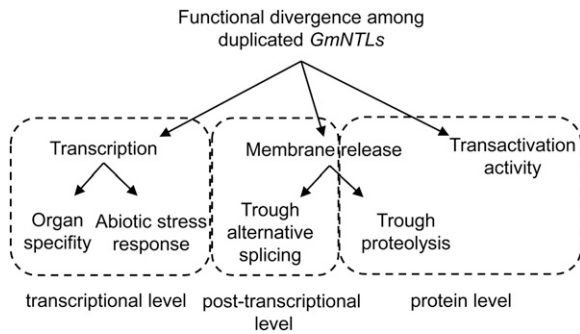 Functional divergence among
duplicated GmNTLs
Transcription
Membrane release
Transactivation
activity
Organ
specifity
Abiotic stress
response
Trough
alternative
splicing
Trough
proteolysis
transcriptional level
post-transcriptional
level
protein level